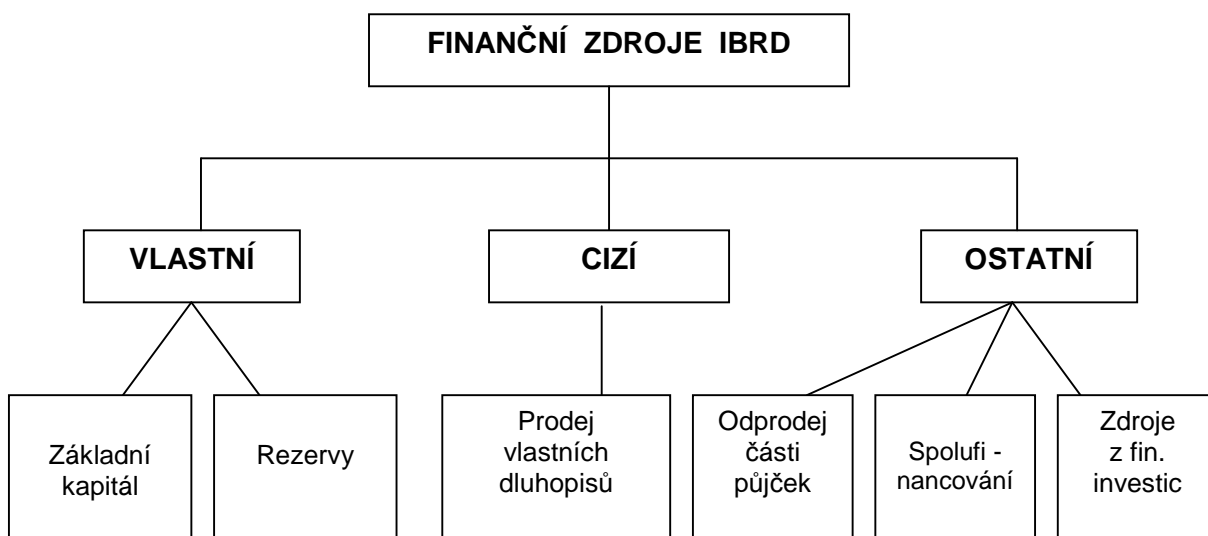 FINANČNÍ ZDROJE IBRD
VLASTNÍ
CIZÍ
OSTATNÍ
Základní
kapitál
Rezervy
Prodej
vlastních
dluhopisů
Odprodej
části
půjček
Spolufi -
nancování
Zdroje
z fin.
investic